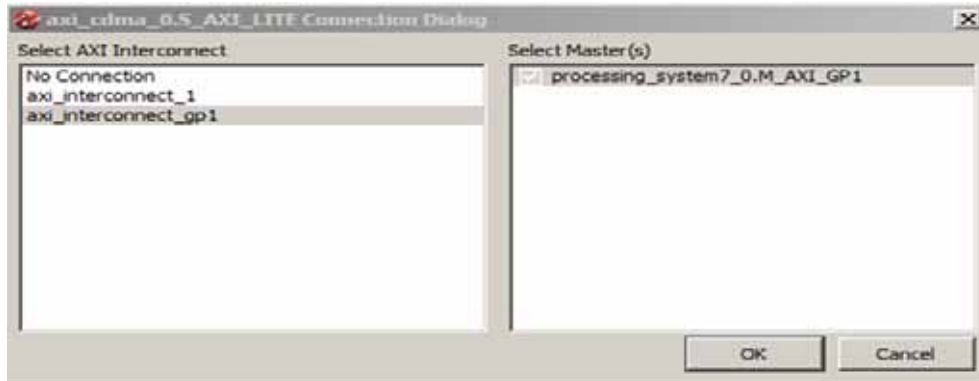 axi_cdma_0.S_AXI_LITE Connection Dialog
Select AXI Interconnect
No Connection
axi_interconnect_1
axi_interconnect_gp1
Select Master(s)
processing_system7_0.M_AXI_GP1
OK
Cancel